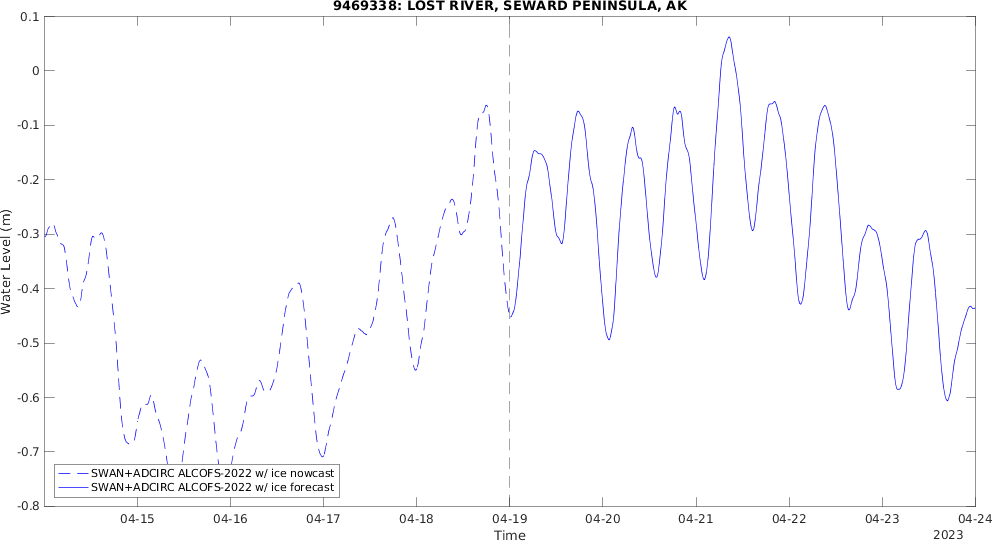 9469338: LOST RIVER, SEWARD PENINSULA, AK
0.1
0
-0.1
-0.2
-0.3
-0.4
-0.5
-0.6
-0.7
-0.8
Water Level (m)
SWAN+ADCIRC ALCOFS-2022 w/ ice nowcast
SWAN+ADCIRC ALCOFS-2022 w/ ice forecast
04-15 04-16 04-17 04-18 04-19 04-20 04-21 04-22 04-23 04-24
Time
2023